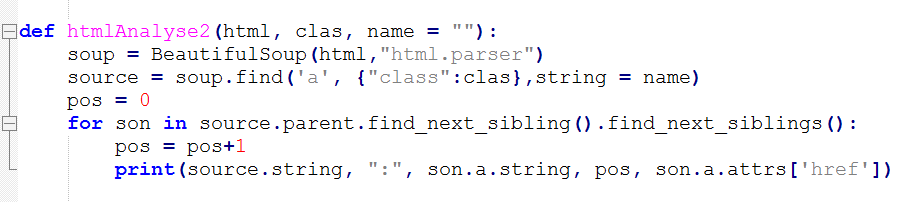 def htmlAnalyse2(html, clas, name = ""):
    soup = BeautifulSoup(html,"html.parser")
    source = soup.find('a', {"class":clas},string = name)
    pos = 0
    for son in source.parent.find_next_sibling().find_next_siblings():
        pos = pos+1
        print(source.string, ":", son.a.string, pos, son.a.attrs['href'])